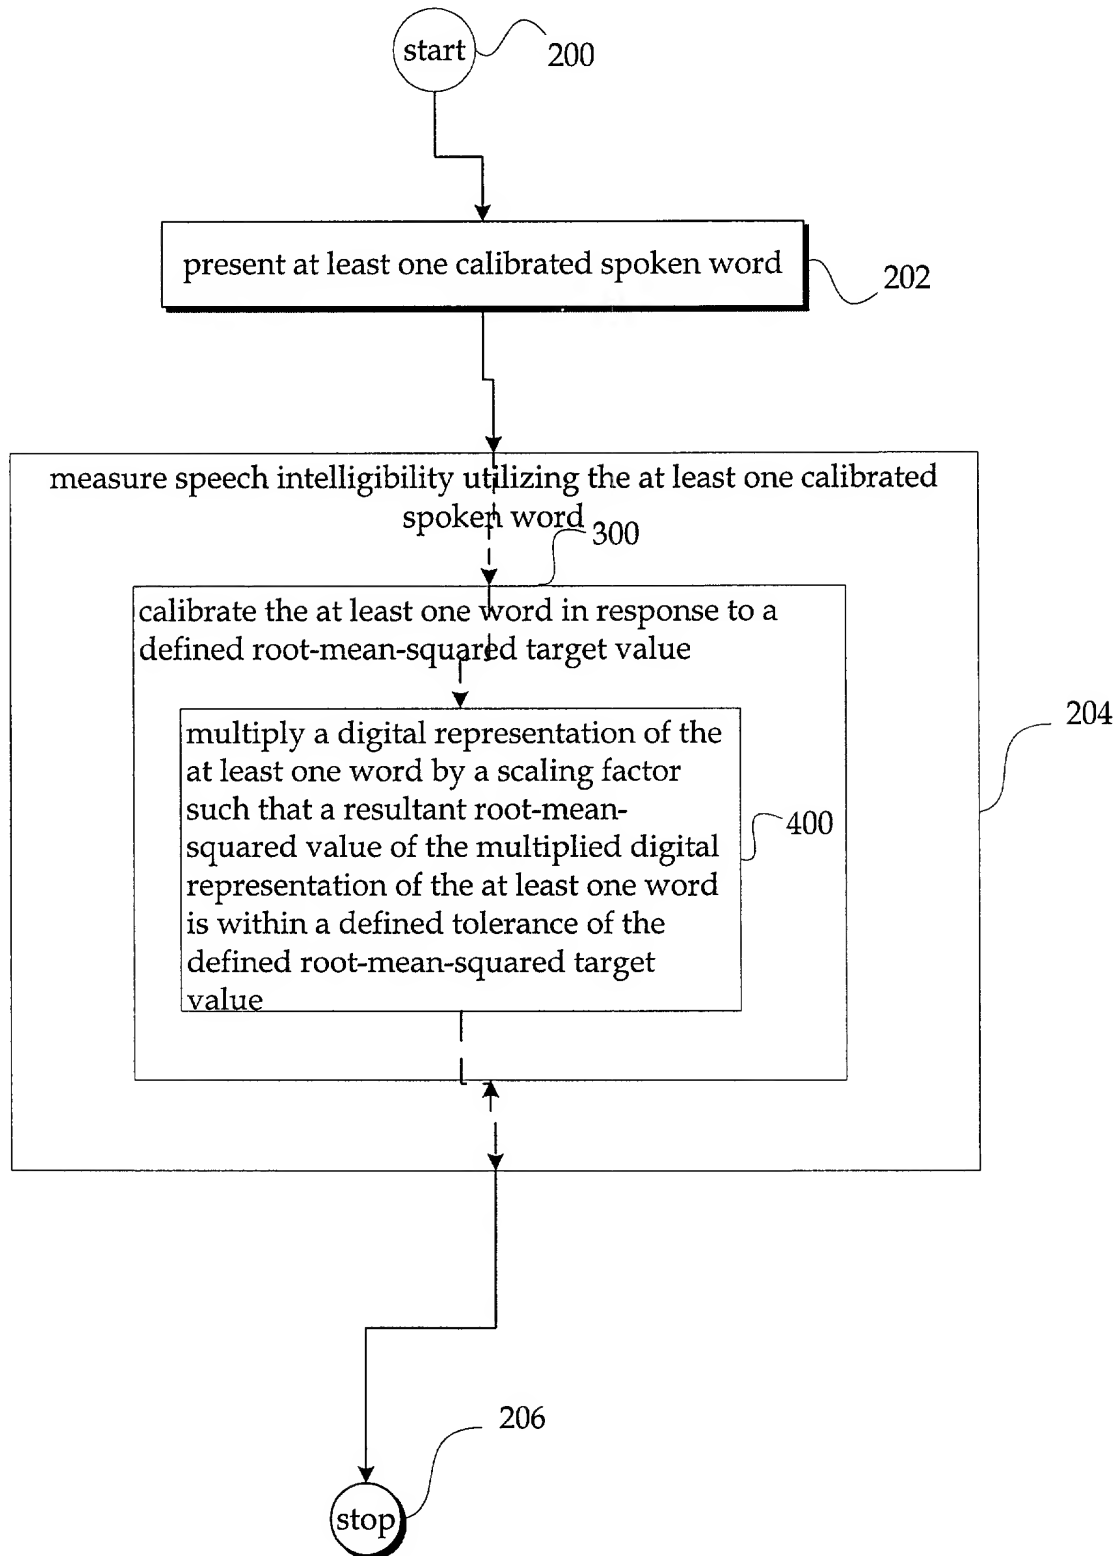 start
200
present at least one calibrated spoken word
202
measure speech intelligibility utilizing the at least one calibrated
spoken word
300
calibrate the at least one word in response to a
defined root-mean-squared target value
204
multiply a digital representation of the
at least one word by a scaling factor
such that a resultant root-mean-
squared value of the multiplied digital
representation of the at least one word
is within a defined tolerance of the
defined root-mean-squared target
value
400
206
stop